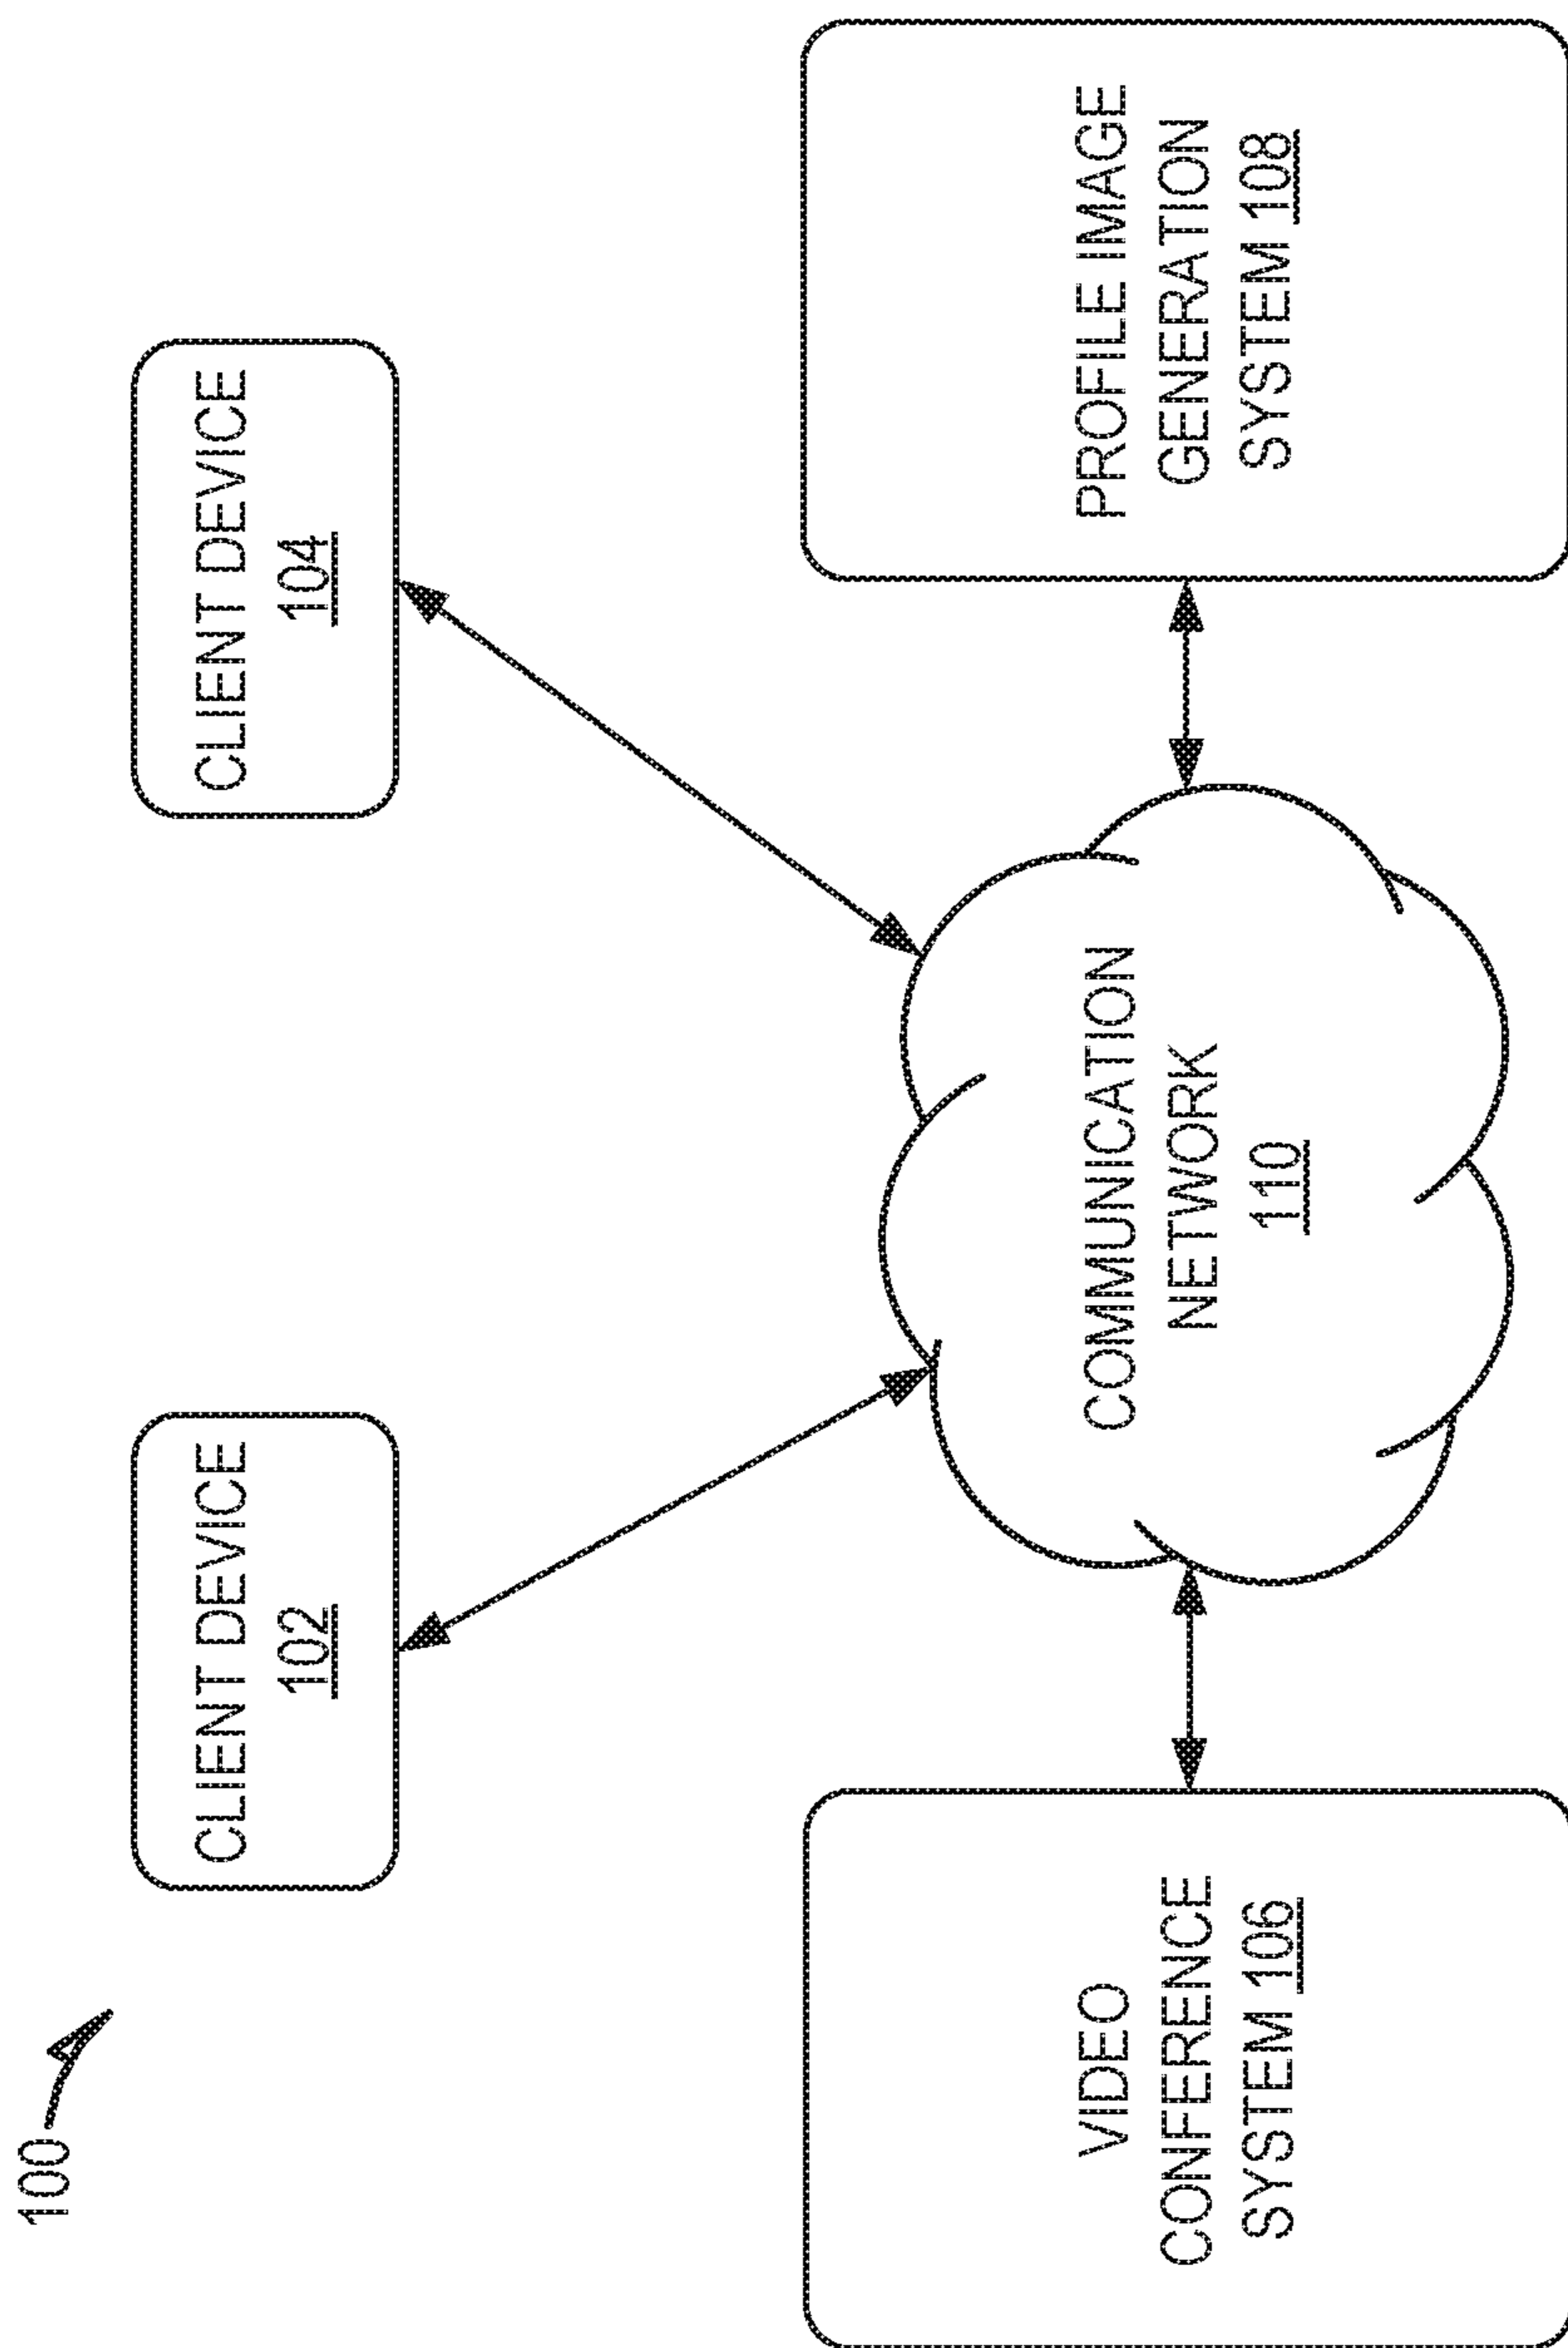 100
CLIENT DEVICE
102
CLIENT DEVICE
104
VIDEO
CONFERENCE
SYSTEM 106
COMMUNICATION
NETWORK
110
PROFILE IMAGE
GENERATION
SYSTEM 108